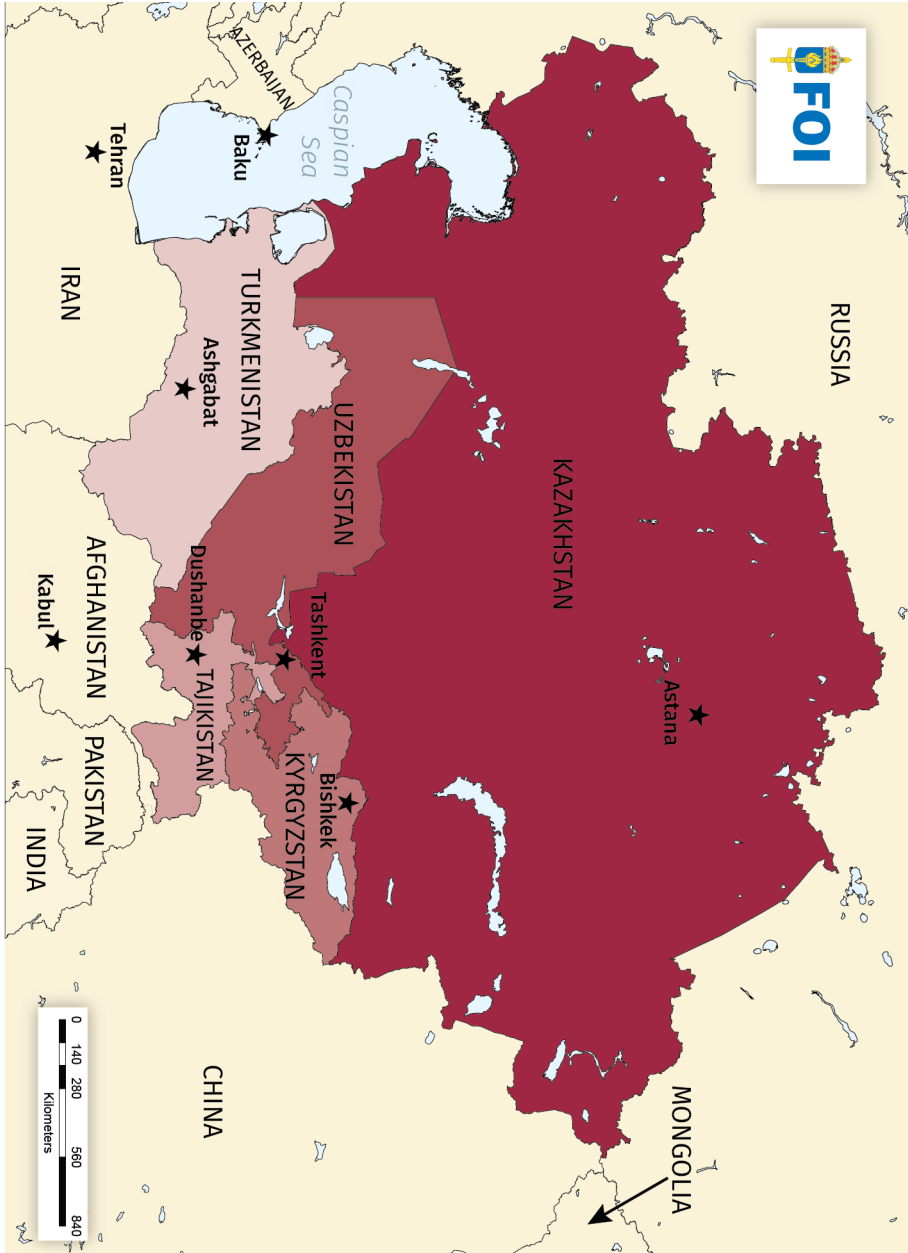 FOI
RUSSIA
MONGOLIA
KAZAKHSTAN
Astana
AZERBAIJAN
Caspian
Sea
Baku
Tehran
IRAN
TURKMENISTAN
Ashgabat
UZBEKISTAN
Tashkent
Bishkek
KYRGYZSTAN
Dushanbe
TAJIKISTAN
AFGHANISTAN
Kabul
PAKISTAN
INDIA
CHINA
0 140 280 560 840
Kilometers